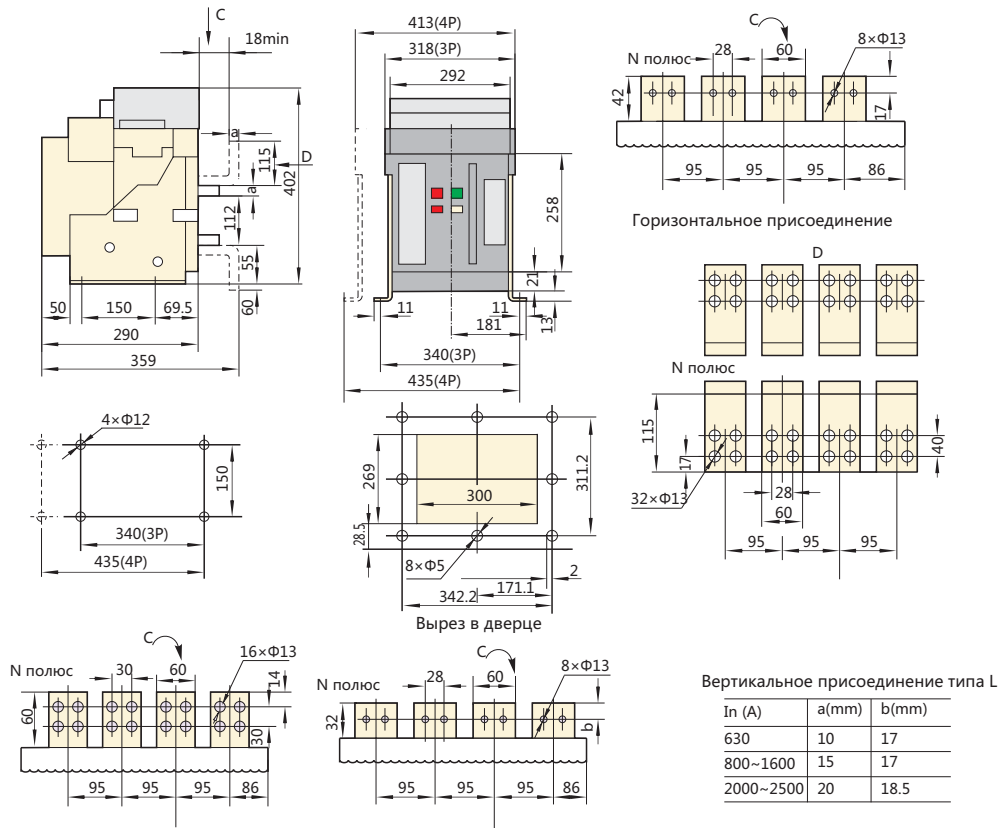 C
18min
a
115
D
402
a
112
55
60
50
150
69.5
290
359
413(4P)
318(3P)
292
258
21
13
11
11
181
340(3P)
435(4P)
C
N полюс
28
60
8×Φ13
42
17
95
95
95
86
Горизонтальное присоединение
D
N полюс
115
17
40
32×Φ13
28
60
95
95
95
4×Φ12
150
340(3P)
435(4P)
269
300
311.2
28.5
8×Φ5
2
171.1
342.2
Вырез в дверце
C
N полюс
30
60
16×Φ13
14
60
30
95
95
95
86
C
N полюс
28
60
8×Φ13
32
b
95
95
95
86
Вертикальное присоединение типа L
In (A) a(mm) b(mm)
630 10 17
800~1600 15 17
2000~2500 20 18.5